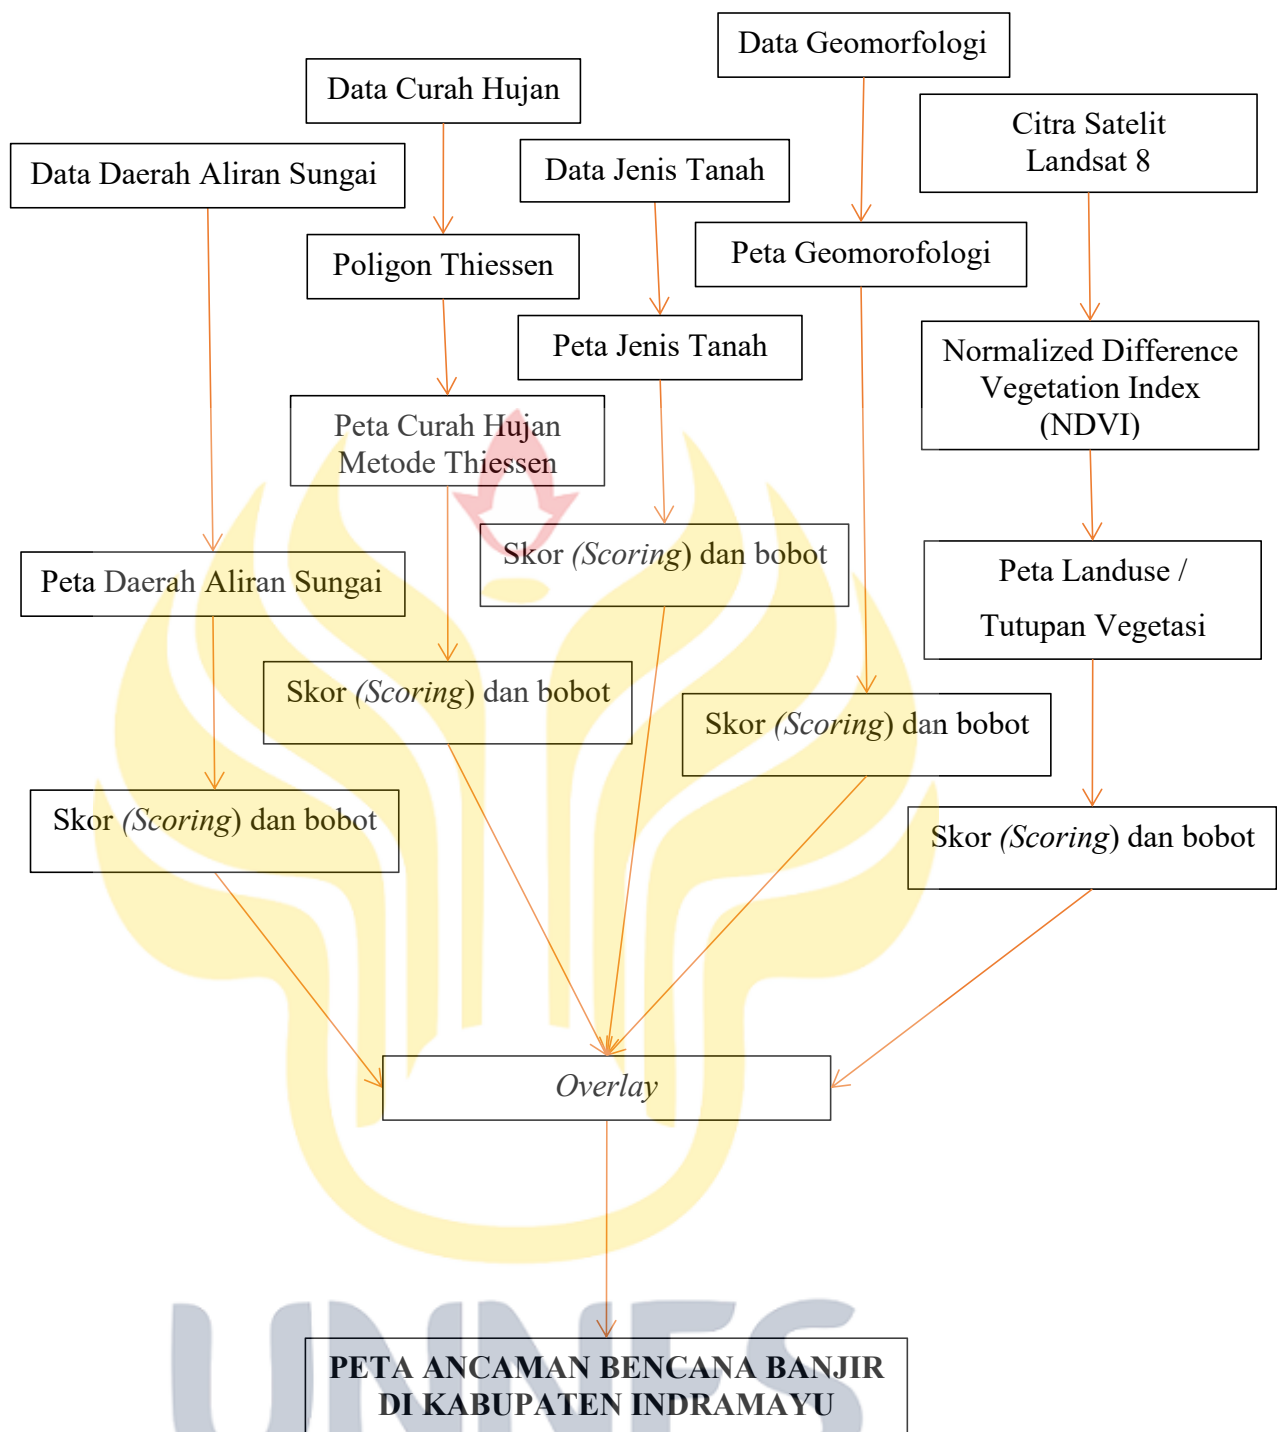 Data Geomorfologi
Data Curah Hujan
Citra Satelit
Landsat 8
Data Daerah Aliran Sungai
Data Jenis Tanah
Poligon Thiessen
Peta Geomorofologi
Peta Jenis Tanah
Normalized Difference
Vegetation Index
(NDVI)
Peta Curah Hujan
Metode Thiessen
Skor (Scoring) dan bobot
Peta Daerah Aliran Sungai
Peta Landuse /
Tutupan Vegetasi
Skor (Scoring) dan bobot
Skor (Scoring) dan bobot
Skor (Scoring) dan bobot
Skor (Scoring) dan bobot
Overlay
UNNES
PETA ANCAMAN BENCANA BANJIR
DI KABUPATEN INDRAMAYU